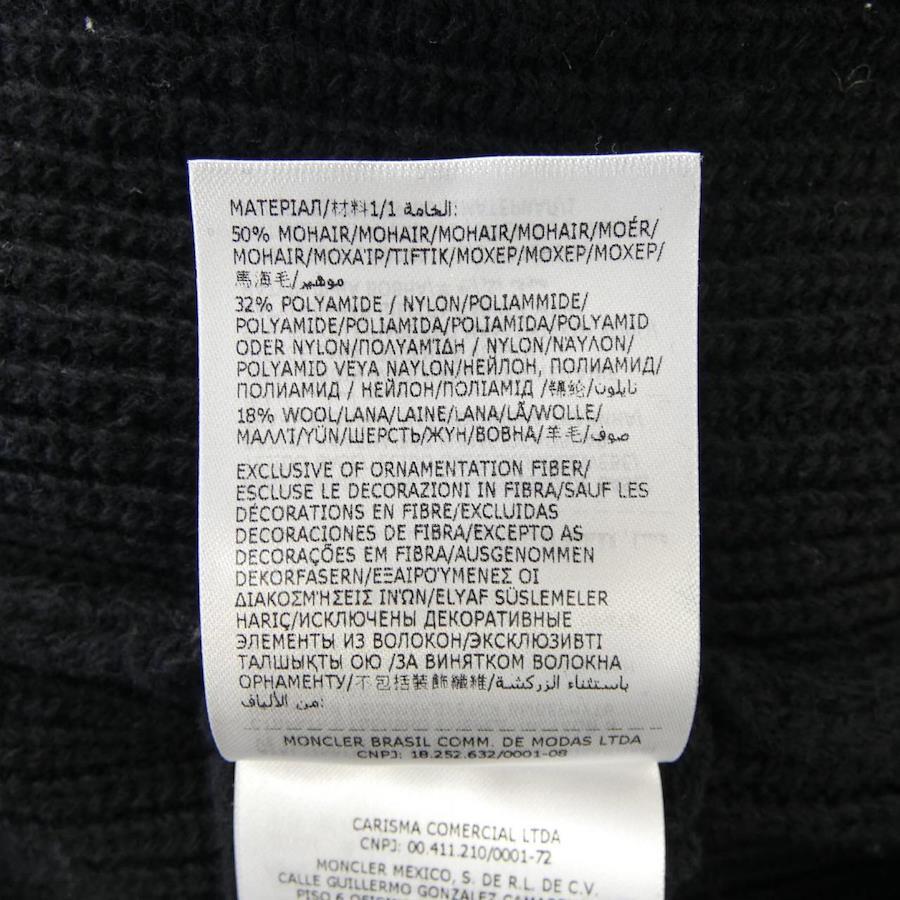 МАТЕРІАЛ/材料1/1 الخامة:
50% MOHAIR/MOHAIR/MOHAIR/MOHAIR/MOÉR/
MOHAIR/ΜΟΧΑΊΡ/TIFTIK/МОХЕР/МОХЕР/МОХЕР/
馬海毛/موهير
32% POLYAMIDE / NYLON/POLIAMMIDE/
POLYAMIDE/POLIAMIDA/POLIAMIDA/POLYAMID
ODER NYLON/ΠΟΛΥΑΜΊΔΗ / NYLON/ΝΆΥΛΟΝ/
POLYAMID VEYA NAYLON/НЕЙЛОН, ПОЛИАМИД/
ПОЛИАМИД / НЕЙЛОН/ПОЛІАМІД /錦綸/نايلون
18% WOOL/LANA/LAINE/LANA/LÃ/WOLLE/
ΜΑΛΛΊ/YÜN/ШЕРСТЬ/ЖҮН/ВОВНА/羊毛/صوف
EXCLUSIVE OF ORNAMENTATION FIBER/
ESCLUSE LE DECORAZIONI IN FIBRA/SAUF LES
DÉCORATIONS EN FIBRE/EXCLUIDAS
DECORACIONES DE FIBRA/EXCEPTO AS
DECORAÇÕES EM FIBRA/AUSGENOMMEN
DEKORFASERN/ΕΞΑΙΡΟΎΜΕΝΕΣ ΟΙ
ΔΙΑΚΟΣΜΉΣΕΙΣ ΙΝΏΝ/ELYAF SÜSLEMELER
HARIÇ/ИСКЛЮЧЕНЫ ДЕКОРАТИВНЫЕ
ЭЛЕМЕНТЫ ИЗ ВОЛОКОН/ЭКСКЛЮЗИВТІ
ТАЛШЫҚТЫ ОЮ /ЗА ВИНЯТКОМ ВОЛОКНА
ОРНАМЕНТУ/不包括裝飾纖維/باستثناء الزركشة
من الألياف:
MONCLER BRASIL COMM. DE MODAS LTDA
CNPJ: 18.252.632/0001-08
CARISMA COMERCIAL LTDA
CNPJ: 00.411.210/0001-72
MONCLER MEXICO, S. DE R.L. DE C.V.
CALLE GUILLERMO GONZALEZ
PISO 6